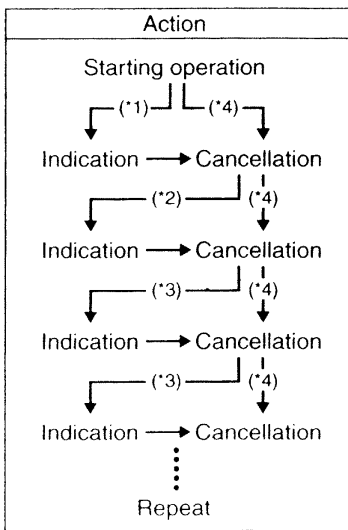 Action
Starting operation
(*1) (*4)
Indication Cancellation
(*2) (*4)
Indication Cancellation
(*3) (*4)
Indication Cancellation
(*3) (*4)
Indication Cancellation
Repeat